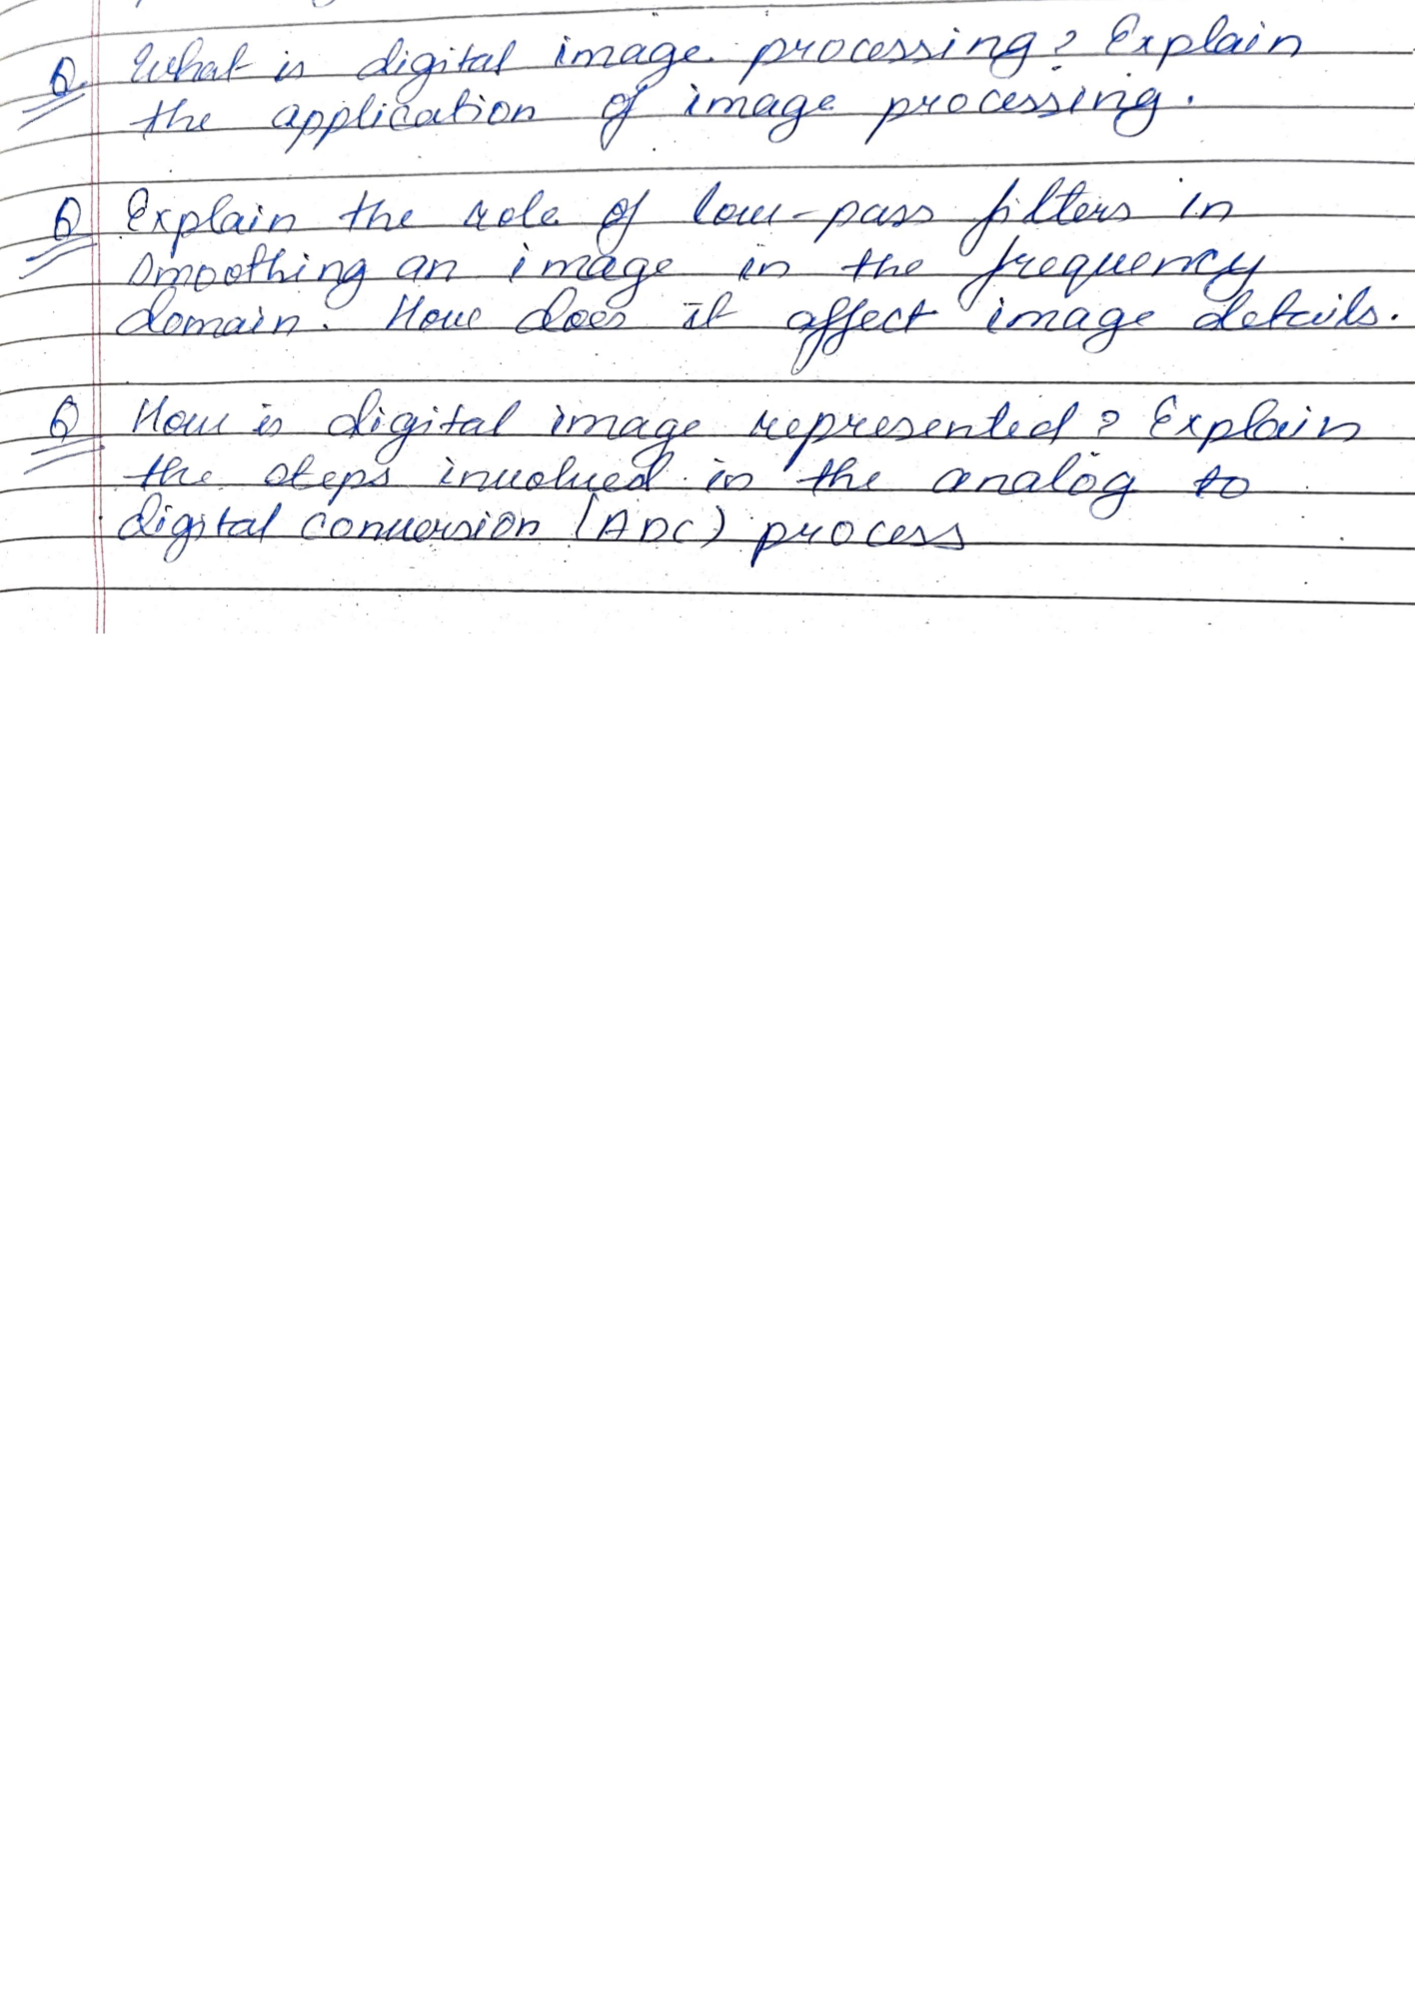 Q What is digital image processing? Explain
the application of image processing.
Q Explain the role of low-pass filters in
smoothing an image in the frequency
domain. How does it affect image details.
Q How is digital image represented? Explain
the steps involved in the analog to
digital conversion (ADC) process